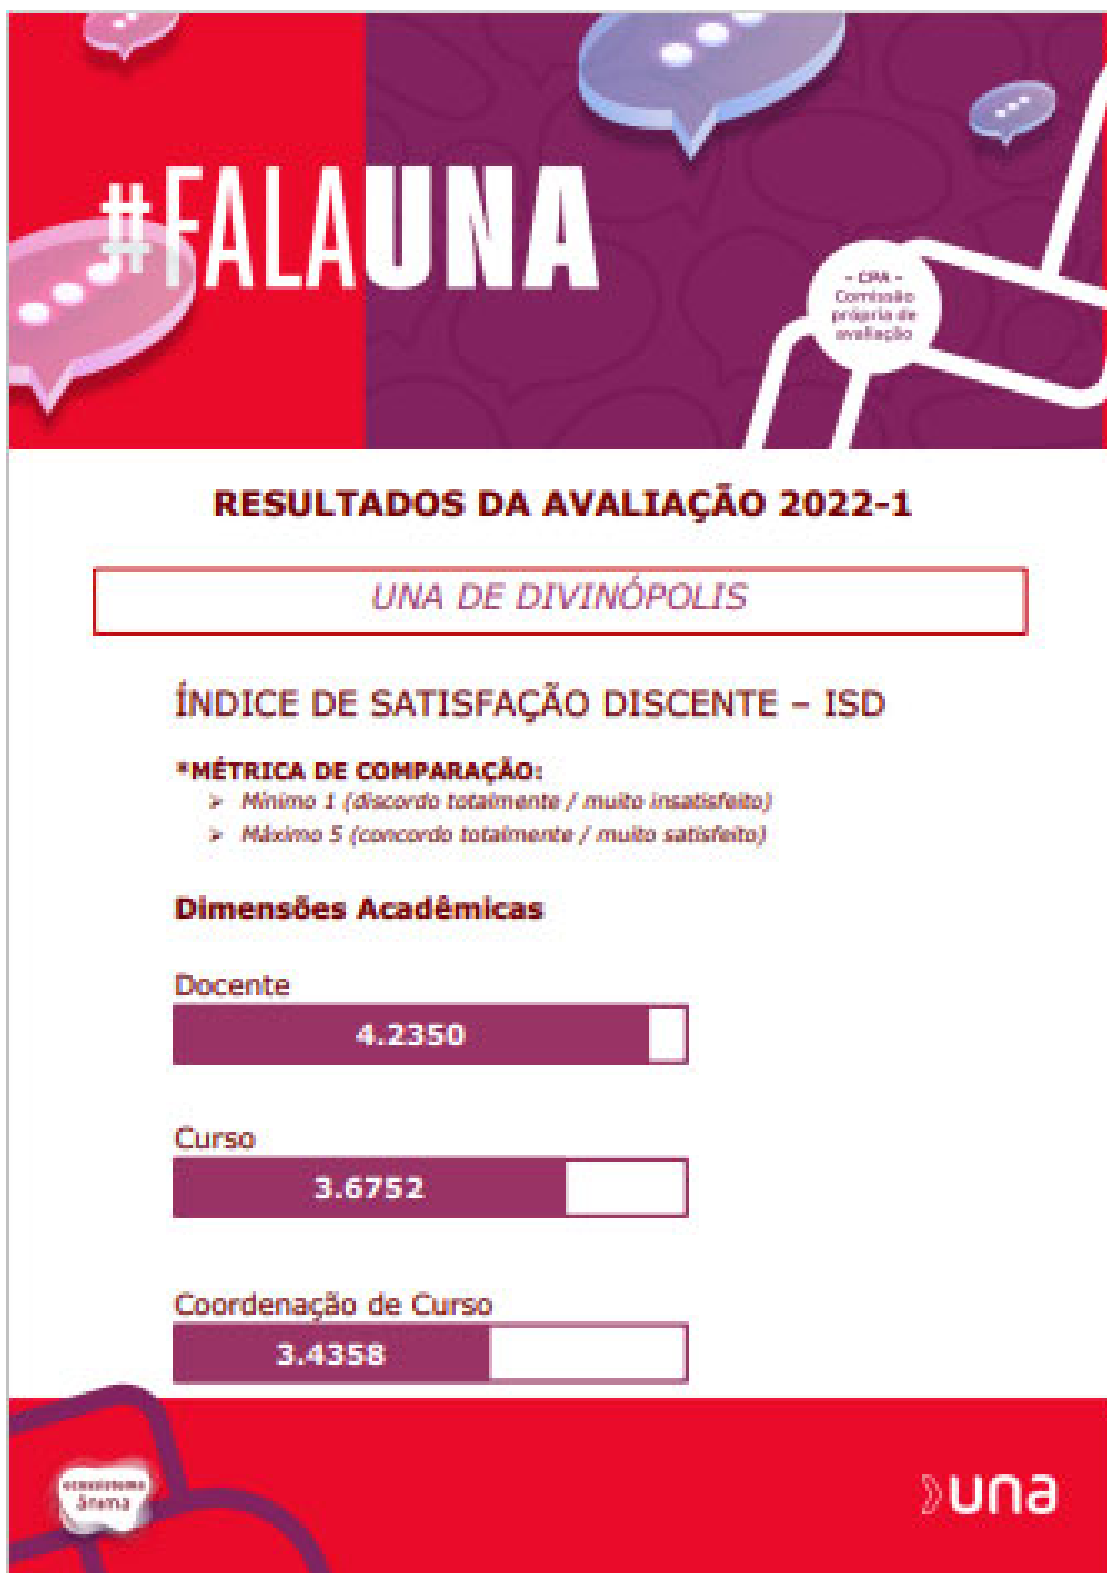 #FALAUNA
- CPA -
Comissão
própria de
avaliação
RESULTADOS DA AVALIAÇÃO 2022-1
UNA DE DIVINÓPOLIS
ÍNDICE DE SATISFAÇÃO DISCENTE – ISD
*MÉTRICA DE COMPARAÇÃO:
➢ Mínimo 1 (discordo totalmente / muito insatisfeito)
➢ Máximo 5 (concordo totalmente / muito satisfeito)
Dimensões Acadêmicas
Docente
4.2350
Curso
3.6752
Coordenação de Curso
3.4358
ecossistema
ânima
una